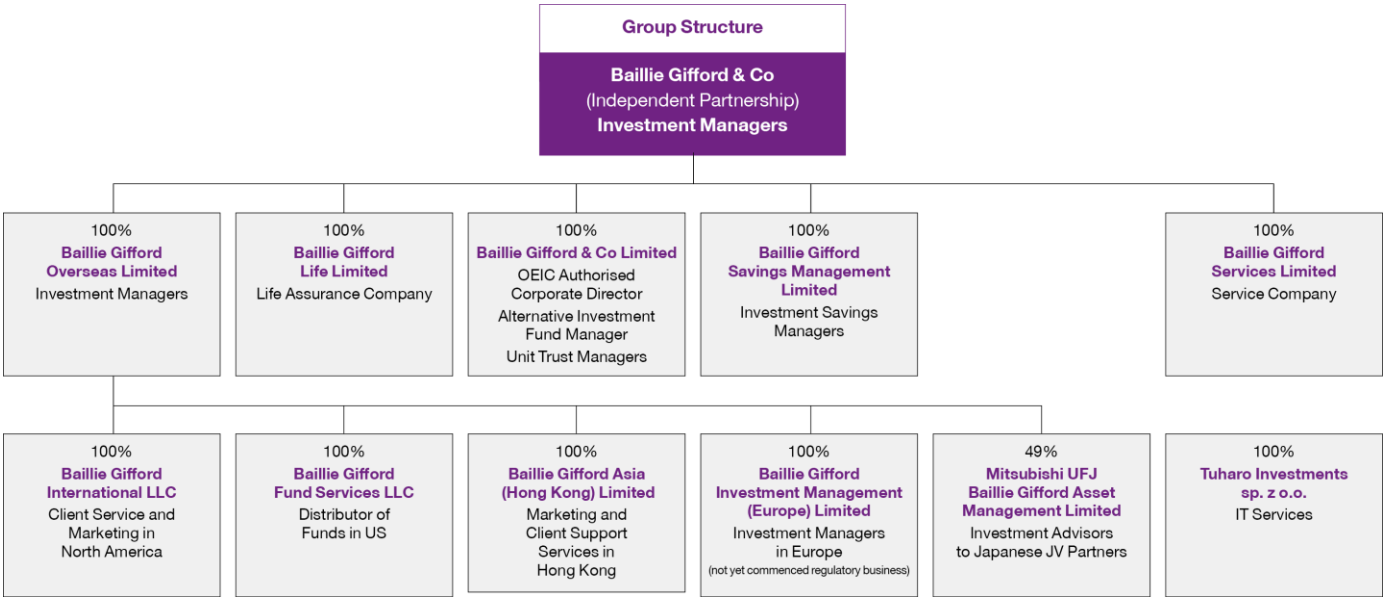 Group Structure
Baillie Gifford & Co
(Independent Partnership)
Investment Managers
100%
Baillie Gifford
Overseas Limited
Investment Managers
100%
Baillie Gifford
Life Limited
Life Assurance Company
100%
Baillie Gifford & Co Limited
OEIC Authorised
Corporate Director
Alternative Investment
Fund Manager
Unit Trust Managers
100%
Baillie Gifford
Savings Management
Limited
Investment Savings
Managers
100%
Baillie Gifford
Services Limited
Service Company
100%
Baillie Gifford
International LLC
Client Service and
Marketing in
North America
100%
Baillie Gifford
Fund Services LLC
Distributor of
Funds in US
100%
Baillie Gifford Asia
(Hong Kong) Limited
Marketing and
Client Support
Services in
Hong Kong
100%
Baillie Gifford
Investment Management
(Europe) Limited
Investment Managers
in Europe
(not yet commenced regulatory business)
49%
Mitsubishi UFJ
Baillie Gifford Asset
Management Limited
Investment Advisors
to Japanese JV Partners
100%
Tuharo Investments
sp. z o.o.
IT Services